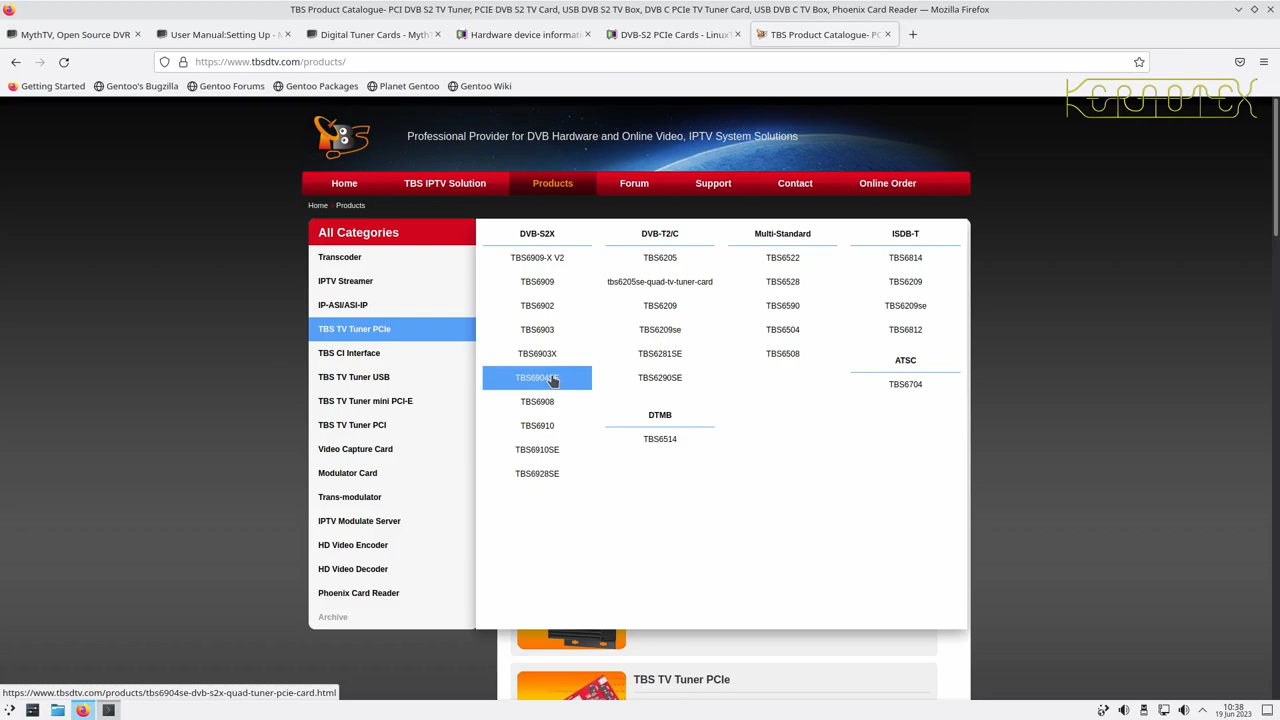 TBS Product Catalogue- PCI DVB S2 TV Tuner, PCIE DVB S2 TV Card, USB DVB S2 TV Box, DVB C PCIe TV Tuner Card, USB DVB C TV Box, Phoenix Card Reader — Mozilla Firefox
MythTV, Open Source DVR
User Manual:Setting Up -
Digital Tuner Cards - MythT
Hardware device informati
DVB-S2 PCIe Cards - LinuxT
TBS Product Catalogue- PC
https://www.tbsdtv.com/products/
Getting Started
Gentoo's Bugzilla
Gentoo Forums
Gentoo Packages
Planet Gentoo
Gentoo Wiki
TBS
Professional Provider for DVB Hardware and Online Video, IPTV System Solutions
Home
TBS IPTV Solution
Products
Forum
Support
Contact
Online Order
Home Products
All Categories
Transcoder
IPTV Streamer
IP-ASI/ASI-IP
TBS TV Tuner PCIe
TBS CI Interface
TBS TV Tuner USB
TBS TV Tuner mini PCI-E
TBS TV Tuner PCI
Video Capture Card
Modulator Card
Trans-modulator
IPTV Modulate Server
HD Video Encoder
HD Video Decoder
Phoenix Card Reader
Archive
DVB-S2X
TBS6909-X V2
TBS6909
TBS6902
TBS6903
TBS6903X
TBS6904SE
TBS6908
TBS6910
TBS6910SE
TBS6928SE
DVB-T2/C
TBS6205
tbs6205se-quad-tv-tuner-card
TBS6209
TBS6209se
TBS6281SE
TBS6290SE
DTMB
TBS6514
Multi-Standard
TBS6522
TBS6528
TBS6590
TBS6504
TBS6508
ISDB-T
TBS6814
TBS6209
TBS6209se
TBS6812
ATSC
TBS6704
TBS TV Tuner PCIe
https://www.tbsdtv.com/products/tbs6904se-dvb-s2x-quad-tuner-pcie-card.html
10:38
19 Jun 2023